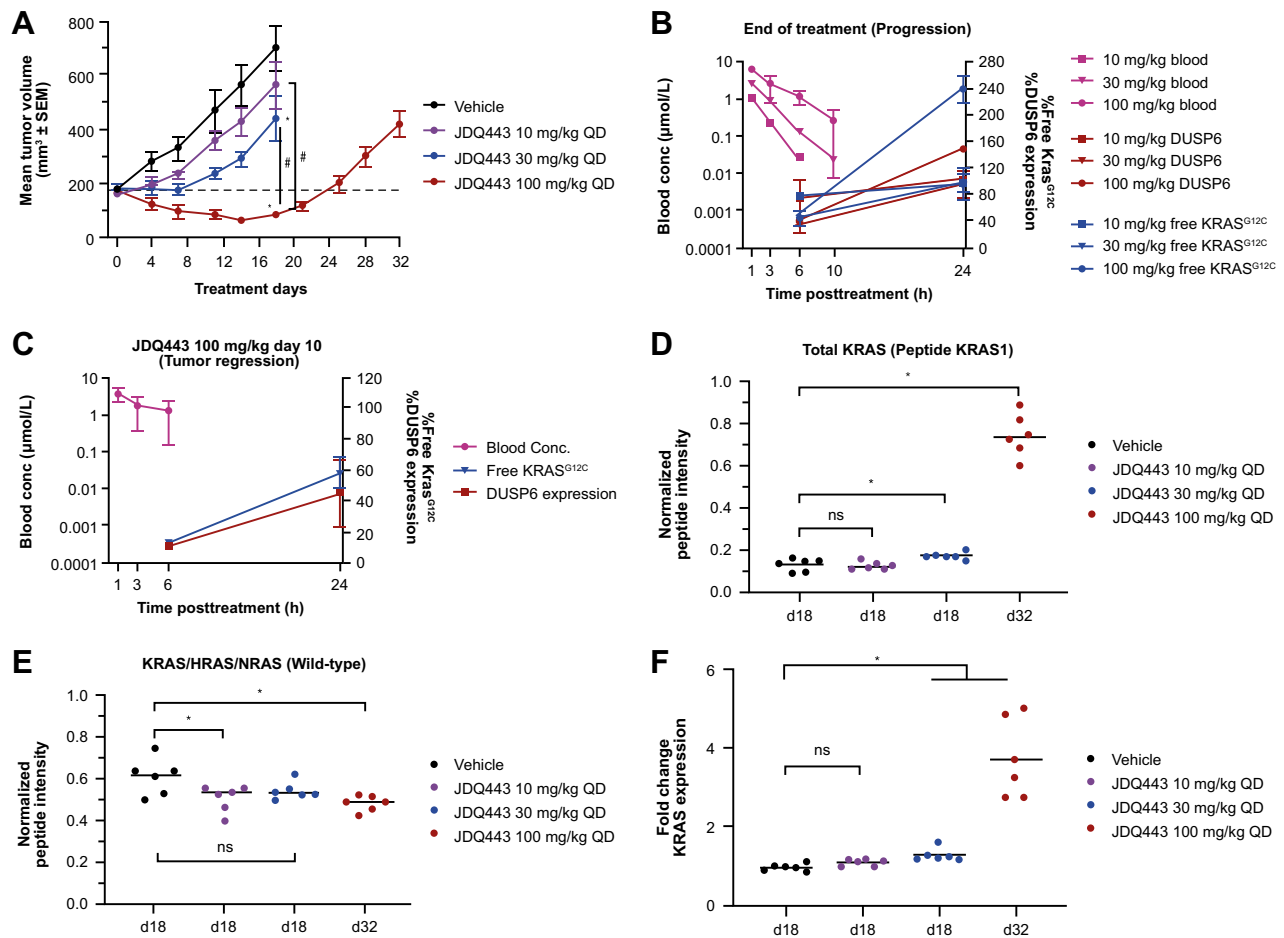 A
Mean tumor volume
(mm³ ± SEM)
800
600
400
200
0
0 4 8 12 16 20 24 28 32
Treatment days
* # #
*
Vehicle
JDQ443 10 mg/kg QD
JDQ443 30 mg/kg QD
JDQ443 100 mg/kg QD
B
End of treatment (Progression)
Blood conc (μmol/L)
10
1
0.1
0.01
0.001
0.0001
280
240
200
160
120
80
40
0
%Free Krasᴳ¹²ᶜ
%DUSP6 expression
1 3 6 10 24
Time posttreatment (h)
10 mg/kg blood
30 mg/kg blood
100 mg/kg blood
10 mg/kg DUSP6
30 mg/kg DUSP6
100 mg/kg DUSP6
10 mg/kg free KRASᴳ¹²ᶜ
30 mg/kg free KRASᴳ¹²ᶜ
100 mg/kg free KRASᴳ¹²ᶜ
C
JDQ443 100 mg/kg day 10
(Tumor regression)
Blood conc (μmol/L)
10
1
0.1
0.01
0.001
0.0001
120
100
80
60
40
20
0
%Free Krasᴳ¹²ᶜ
%DUSP6 expression
1 3 6 24
Time posttreatment (h)
Blood Conc.
Free KRASᴳ¹²ᶜ
DUSP6 expression
D
Total KRAS (Peptide KRAS1)
Normalized
peptide intensity
1.0
0.8
0.6
0.4
0.2
0.0
*
*
ns
d18 d18 d18 d32
Vehicle
JDQ443 10 mg/kg QD
JDQ443 30 mg/kg QD
JDQ443 100 mg/kg QD
E
KRAS/HRAS/NRAS (Wild-type)
Normalized
peptide intensity
1.0
0.8
0.6
0.4
0.2
0.0
*
*
ns
d18 d18 d18 d32
Vehicle
JDQ443 10 mg/kg QD
JDQ443 30 mg/kg QD
JDQ443 100 mg/kg QD
F
Fold change
KRAS expression
6
4
2
0
*
ns
d18 d18 d18 d32
Vehicle
JDQ443 10 mg/kg QD
JDQ443 30 mg/kg QD
JDQ443 100 mg/kg QD